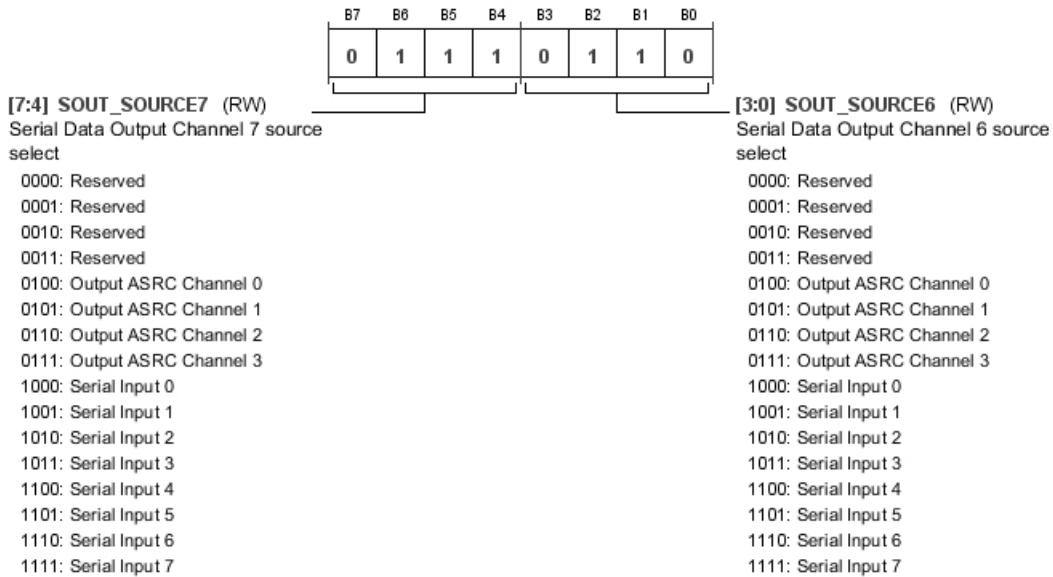 B7 B6 B5 B4 B3 B2 B1 B0
0 1 1 1 0 1 1 0
[7:4] SOUT_SOURCE7 (RW)
Serial Data Output Channel 7 source
select
0000: Reserved
0001: Reserved
0010: Reserved
0011: Reserved
0100: Output ASRC Channel 0
0101: Output ASRC Channel 1
0110: Output ASRC Channel 2
0111: Output ASRC Channel 3
1000: Serial Input 0
1001: Serial Input 1
1010: Serial Input 2
1011: Serial Input 3
1100: Serial Input 4
1101: Serial Input 5
1110: Serial Input 6
1111: Serial Input 7
[3:0] SOUT_SOURCE6 (RW)
Serial Data Output Channel 6 source
select
0000: Reserved
0001: Reserved
0010: Reserved
0011: Reserved
0100: Output ASRC Channel 0
0101: Output ASRC Channel 1
0110: Output ASRC Channel 2
0111: Output ASRC Channel 3
1000: Serial Input 0
1001: Serial Input 1
1010: Serial Input 2
1011: Serial Input 3
1100: Serial Input 4
1101: Serial Input 5
1110: Serial Input 6
1111: Serial Input 7